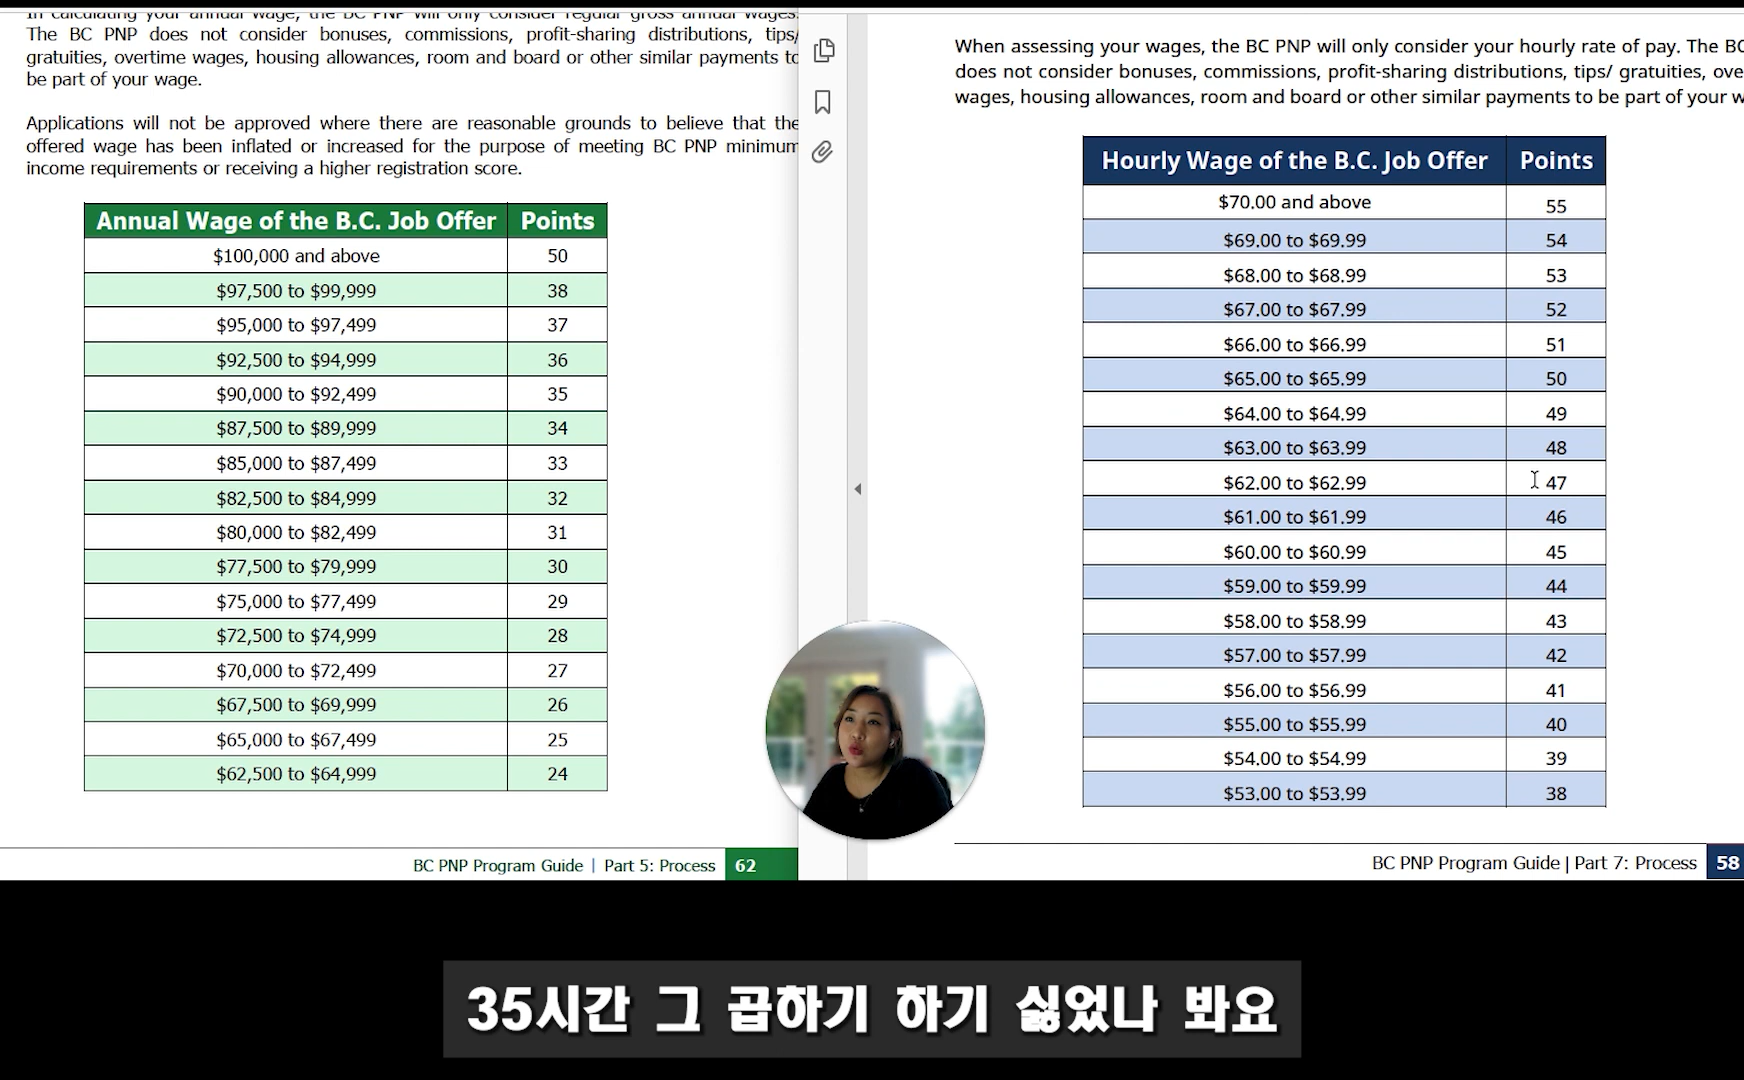 In calculating your annual wage, the BC PNP will only consider regular gross annual wages.
The BC PNP does not consider bonuses, commissions, profit-sharing distributions, tips/
gratuities, overtime wages, housing allowances, room and board or other similar payments to
be part of your wage.
Applications will not be approved where there are reasonable grounds to believe that the
offered wage has been inflated or increased for the purpose of meeting BC PNP minimum
income requirements or receiving a higher registration score.
Annual Wage of the B.C. Job Offer Points
$100,000 and above 50
$97,500 to $99,999 38
$95,000 to $97,499 37
$92,500 to $94,999 36
$90,000 to $92,499 35
$87,500 to $89,999 34
$85,000 to $87,499 33
$82,500 to $84,999 32
$80,000 to $82,499 31
$77,500 to $79,999 30
$75,000 to $77,499 29
$72,500 to $74,999 28
$70,000 to $72,499 27
$67,500 to $69,999 26
$65,000 to $67,499 25
$62,500 to $64,999 24
BC PNP Program Guide | Part 5: Process 62
When assessing your wages, the BC PNP will only consider your hourly rate of pay. The BC
does not consider bonuses, commissions, profit-sharing distributions, tips/ gratuities, ove
wages, housing allowances, room and board or other similar payments to be part of your w
Hourly Wage of the B.C. Job Offer Points
$70.00 and above 55
$69.00 to $69.99 54
$68.00 to $68.99 53
$67.00 to $67.99 52
$66.00 to $66.99 51
$65.00 to $65.99 50
$64.00 to $64.99 49
$63.00 to $63.99 48
$62.00 to $62.99 47
$61.00 to $61.99 46
$60.00 to $60.99 45
$59.00 to $59.99 44
$58.00 to $58.99 43
$57.00 to $57.99 42
$56.00 to $56.99 41
$55.00 to $55.99 40
$54.00 to $54.99 39
$53.00 to $53.99 38
BC PNP Program Guide | Part 7: Process 58
35시간 그 곱하기 하기 싫었나 봐요